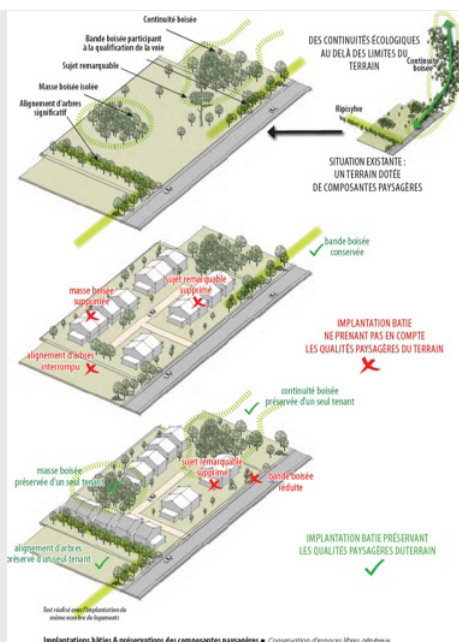 Continuité boisée
Bande boisée participant
à la qualification de la voie
Sujet remarquable
Masse boisée isolée
Alignement d'arbres
significatif
DES CONTINUITÉS ÉCOLOGIQUES
AU DELÀ DES LIMITES DU
TERRAIN
Continuité
boisée
Ripisylve
SITUATION EXISTANTE :
UN TERRAIN DOTÉE
DE COMPOSANTES PAYSAGÈRES
bande boisée
conservée
masse boisée
supprimée
sujet remarquable
supprimé
alignement d'arbres
interrompu
IMPLANTATION BATIE
NE PRENANT PAS EN COMPTE
LES QUALITÉS PAYSAGÈRES DU TERRAIN
continuité boisée
préservée d'un seul tenant
masse boisée
préservée d'un seul tenant
sujet remarquable
supprimé
bande boisée
réduite
alignement d'arbres
préservé d'un seul tenant
IMPLANTATION BATIE PRÉSERVANT
LES QUALITÉS PAYSAGÈRES DUTERRAIN
Test réalisé avec l'implantation du
même nombre de logements
Implantations bâties & préservations des composantes paysagères ■ Conservation d'espaces libres généreux